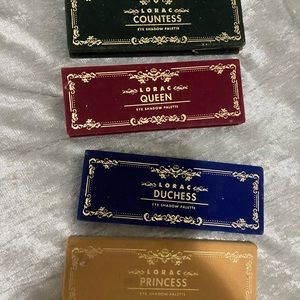 LORAC
COUNTESS
EYE SHADOW PALETTE
LORAC
QUEEN
EYE SHADOW PALETTE
LORAC
DUCHESS
EYE SHADOW PALETTE
LORAC
PRINCESS
EYE SHADOW PALETTE